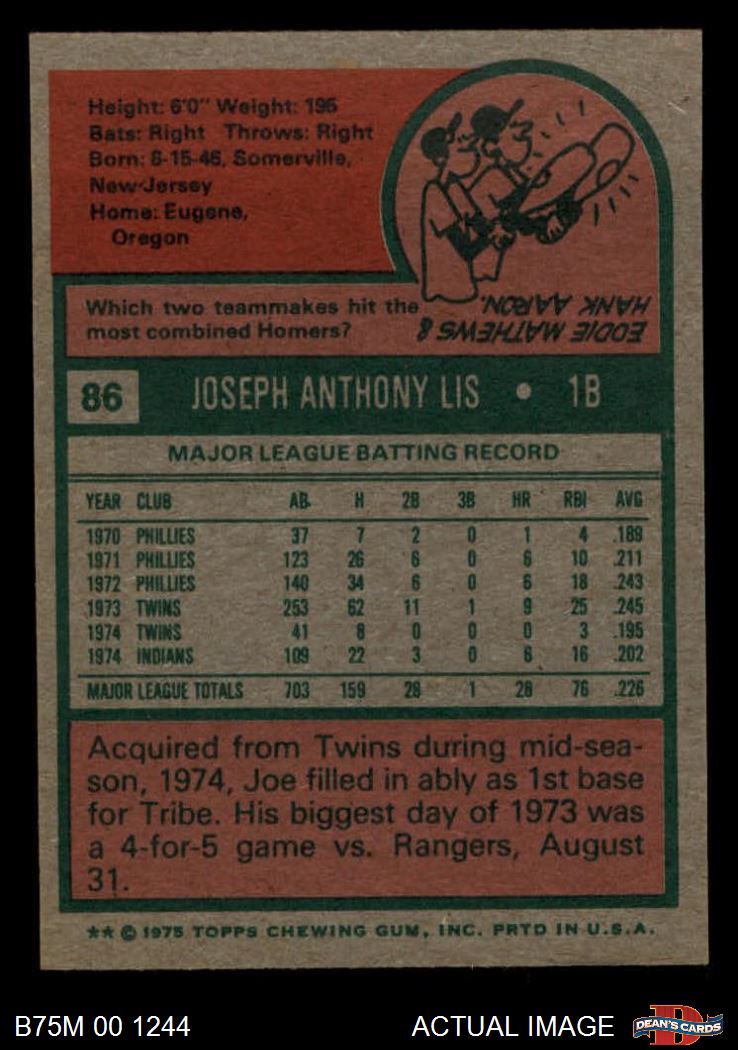 Height: 6'0" Weight: 195
Bats: Right Throws: Right
Born: 8-15-46, Somerville,
New Jersey
Home: Eugene,
Oregon
Which two teammakes hit the
most combined Homers?
EDDIE MATHEWS &
HANK AARON.
86 JOSEPH ANTHONY LIS • 1B
MAJOR LEAGUE BATTING RECORD
YEAR CLUB AB H 2B 3B HR RBI AVG
1970 PHILLIES 37 7 2 0 1 4 .189
1971 PHILLIES 123 26 6 0 6 10 .211
1972 PHILLIES 140 34 6 0 6 18 .243
1973 TWINS 253 62 11 1 9 25 .245
1974 TWINS 41 8 0 0 0 3 .195
1974 INDIANS 109 22 3 0 6 16 .202
MAJOR LEAGUE TOTALS 703 159 28 1 28 76 .226
Acquired from Twins during mid-sea-
son, 1974, Joe filled in ably as 1st base
for Tribe. His biggest day of 1973 was
a 4-for-5 game vs. Rangers, August
31.
** © 1975 TOPPS CHEWING GUM, INC. PRTD IN U.S.A.
B75M 00 1244 ACTUAL IMAGE DEAN'S CARDS